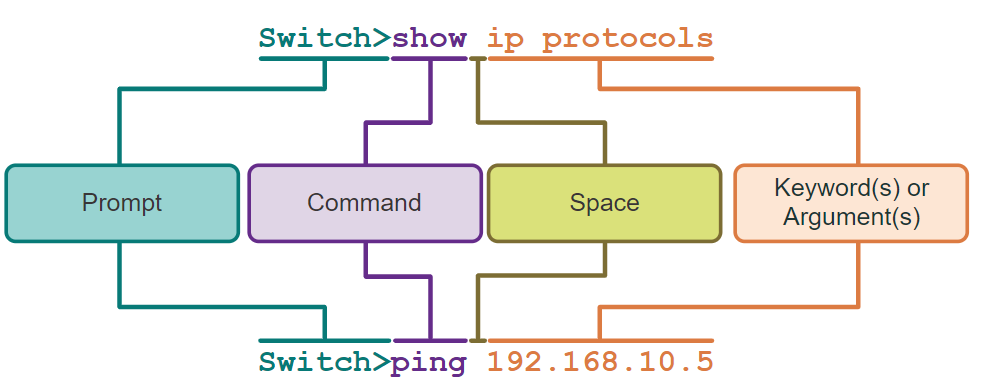 Switch>show ip protocols
Prompt
Command
Space
Keyword(s) or
Argument(s)
Switch>ping 192.168.10.5